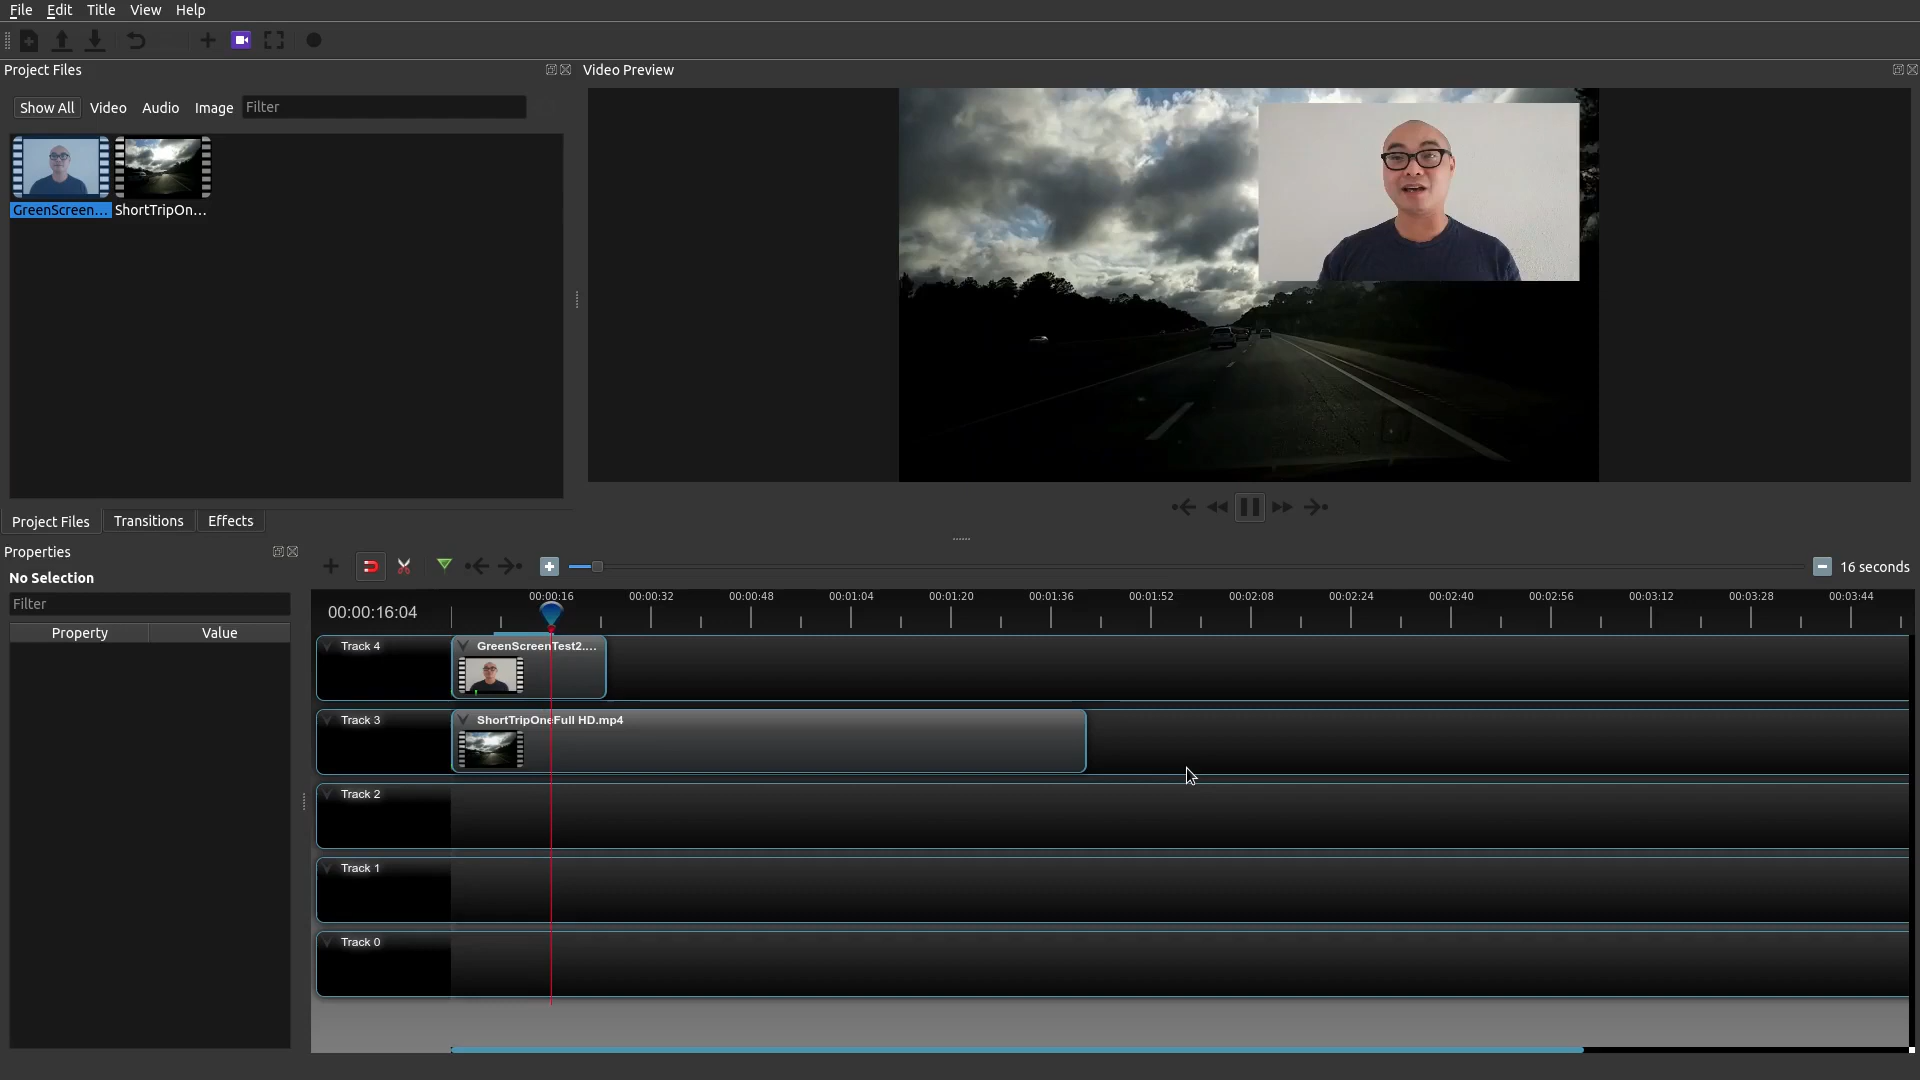 File Edit Title View Help
Project Files
Video Preview
Show All Video Audio Image Filter
GreenScreen... ShortTripOn...
Project Files Transitions Effects
Properties
No Selection
Filter
Property Value
16 seconds
00:00:16:04
00:00:16 00:00:32 00:00:48 00:01:04 00:01:20 00:01:36 00:01:52 00:02:08 00:02:24 00:02:40 00:02:56 00:03:12 00:03:28 00:03:44
Track 4 GreenScreenTest2....
Track 3 ShortTripOneFull HD.mp4
Track 2
Track 1
Track 0